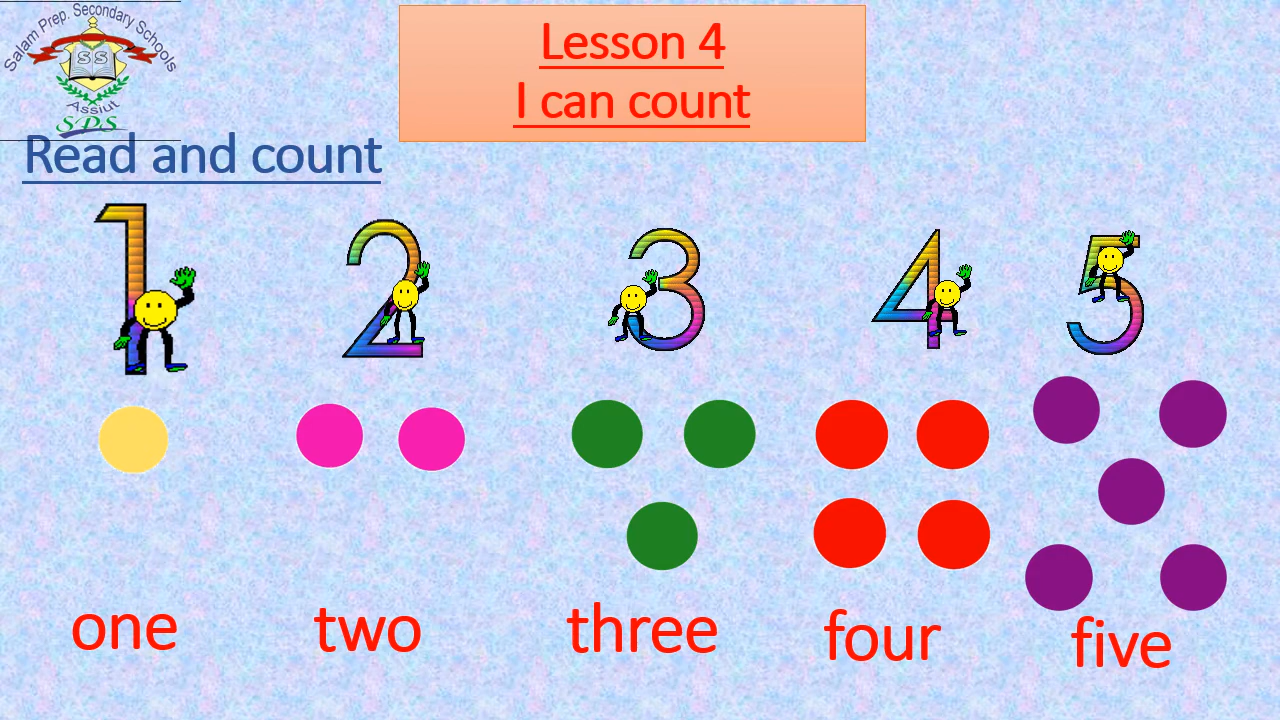 Salam Prep. Secondary Schools
SS
Assiut
SPS
Lesson 4
I can count
Read and count
1 2 3 4 5
one two three four five